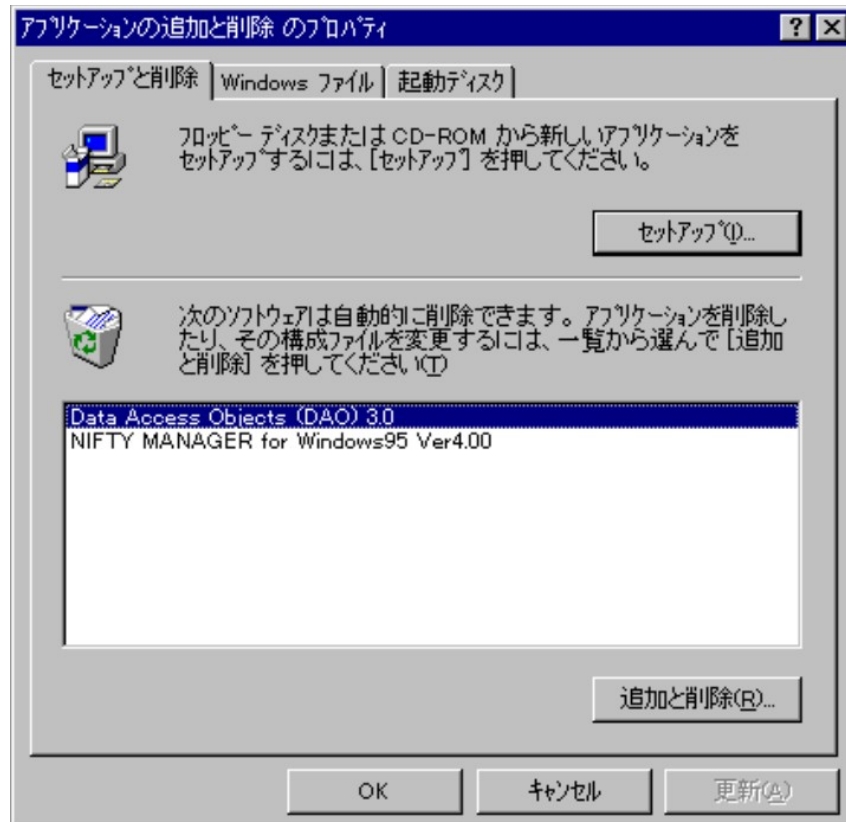 アプリケーションの追加と削除 のプロパティ
セットアップと削除
Windows ファイル
起動ディスク
フロッピー ディスクまたは CD-ROM から新しいアプリケーションを
セットアップするには、[セットアップ] を押してください。
セットアップ(I)...
次のソフトウェアは自動的に削除できます。アプリケーションを削除し
たり、その構成ファイルを変更するには、一覧から選んで [追加
と削除] を押してください(T)
Data Access Objects (DAO) 3.0
NIFTY MANAGER for Windows95 Ver4.00
追加と削除(R)...
OK
キャンセル
更新(A)